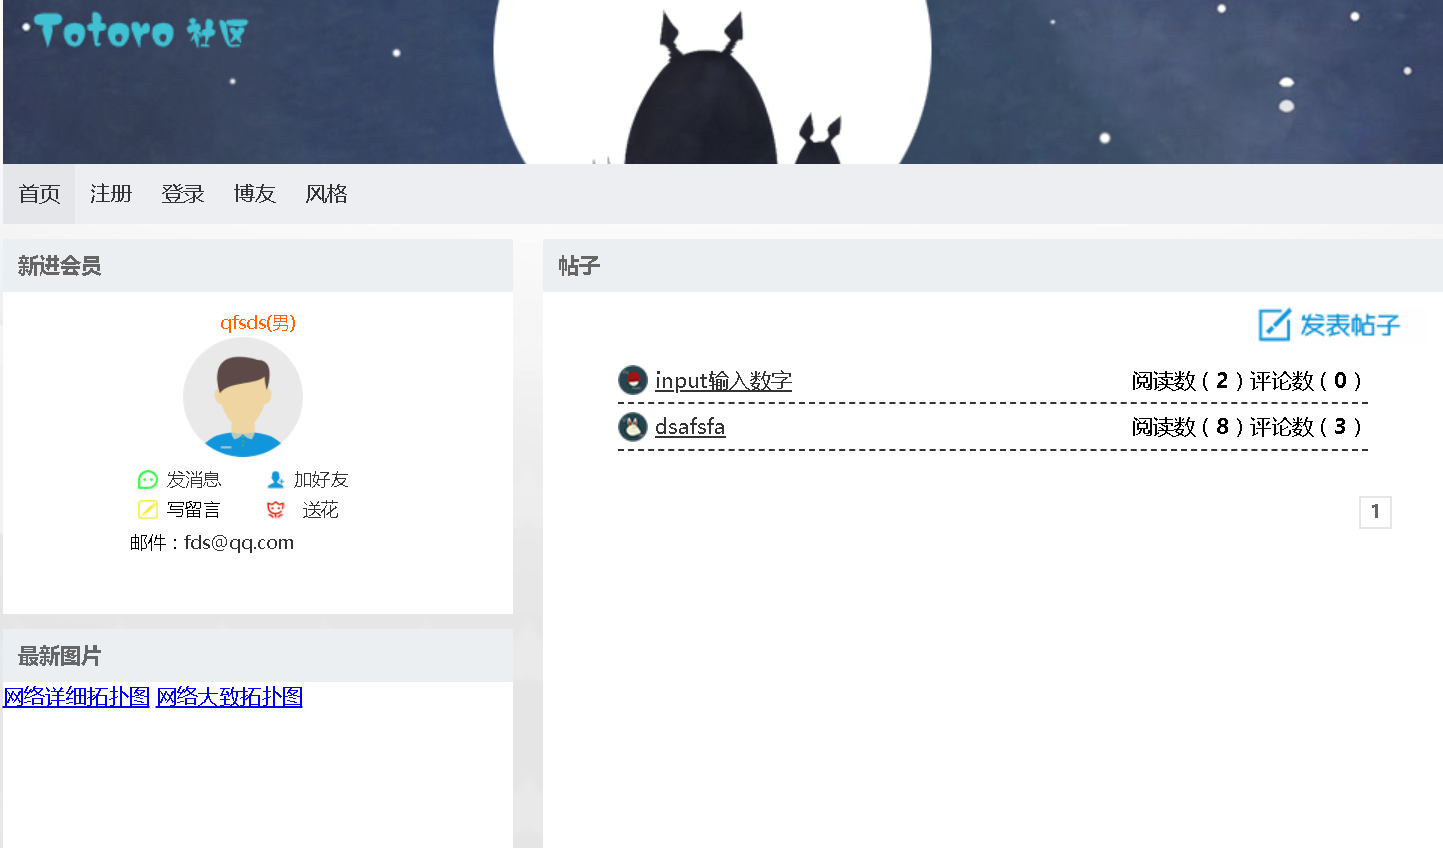 Totoro 社区
首页 注册 登录 博友 风格
新进会员
qfsds(男)
发消息 加好友
写留言 送花
邮件：fds@qq.com
最新图片
网络详细拓扑图 网络大致拓扑图
帖子
发表帖子
input输入数字 阅读数（2）评论数（0）
dsafsfa 阅读数（8）评论数（3）
1